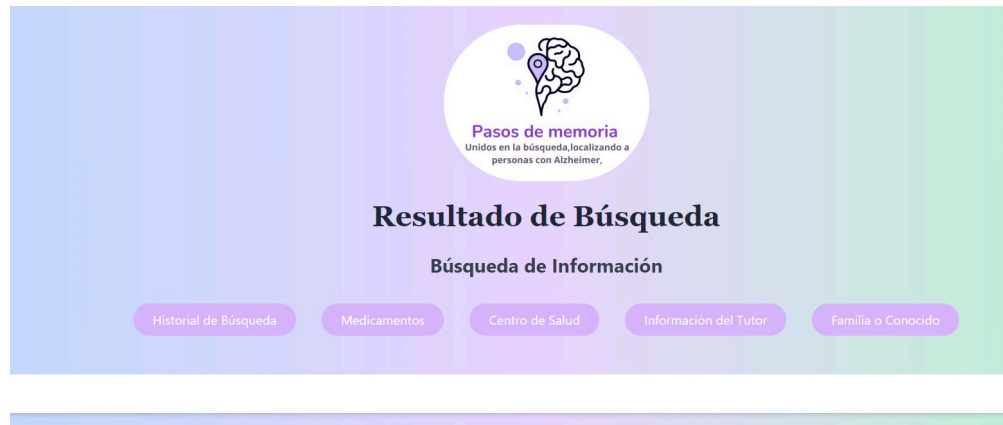 Pasos de memoria
Unidos en la búsqueda,localizando a
personas con Alzheimer,
Resultado de Búsqueda
Búsqueda de Información
Historial de Búsqueda
Medicamentos
Centro de Salud
Información del Tutor
Familia o Conocido